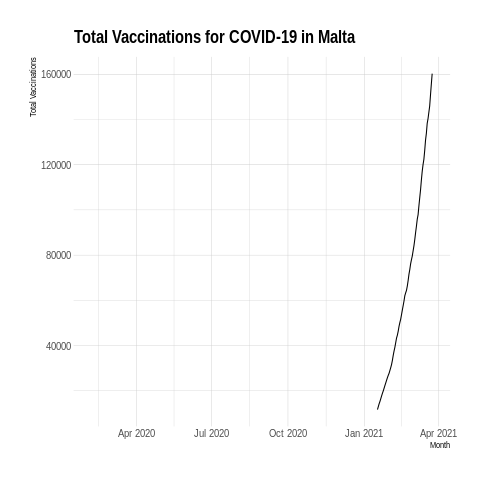 Total Vaccinations for COVID-19 in Malta
Total Vaccinations
160000
120000
80000
40000
Apr 2020 Jul 2020 Oct 2020 Jan 2021 Apr 2021
Month